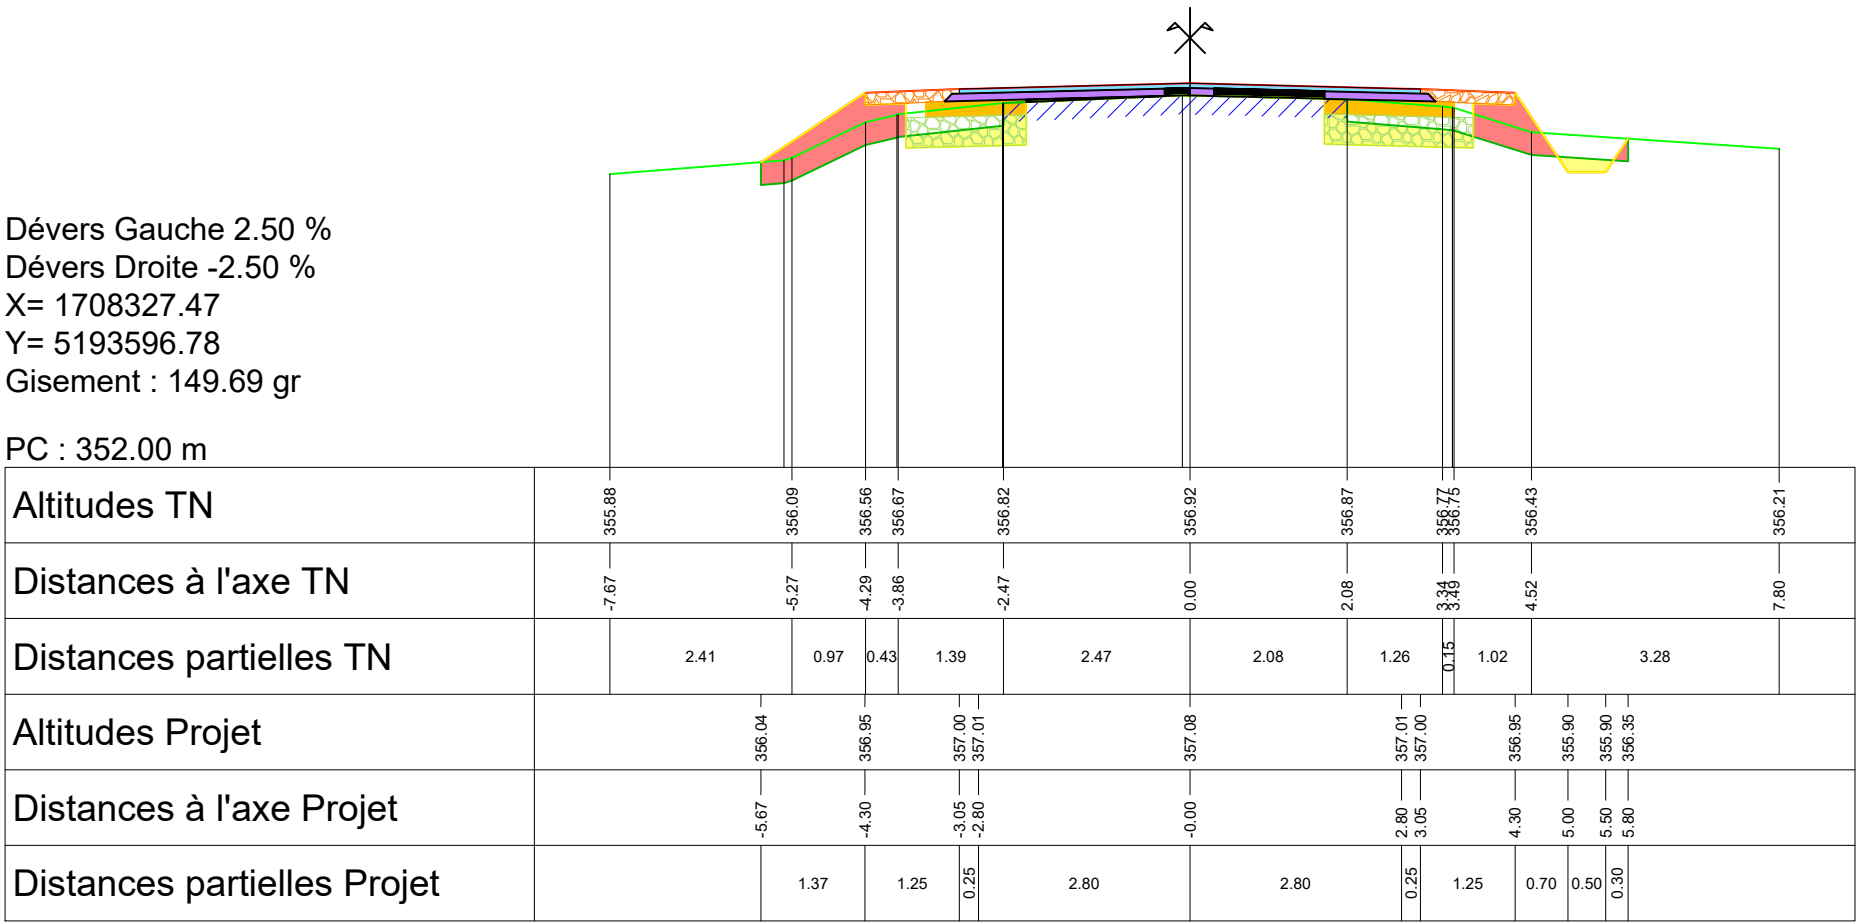 Dévers Gauche 2.50 %
Dévers Droite -2.50 %
X= 1708327.47
Y= 5193596.78
Gisement : 149.69 gr
PC : 352.00 m
Altitudes TN 355.88 356.09 356.56 356.67 356.82 356.92 356.87 356.77 356.75 356.43 356.21
Distances à l'axe TN -7.67 -5.27 -4.29 -3.86 -2.47 0.00 2.08 3.34 3.49 4.52 7.80
Distances partielles TN 2.41 0.97 0.43 1.39 2.47 2.08 1.26 0.15 1.02 3.28
Altitudes Projet 356.04 356.95 357.00 357.01 357.08 357.01 357.00 356.95 355.90 355.90 356.35
Distances à l'axe Projet -5.67 -4.30 -3.05 -2.80 -0.00 2.80 3.05 4.30 5.00 5.50 5.80
Distances partielles Projet 1.37 1.25 0.25 2.80 2.80 0.25 1.25 0.70 0.50 0.30